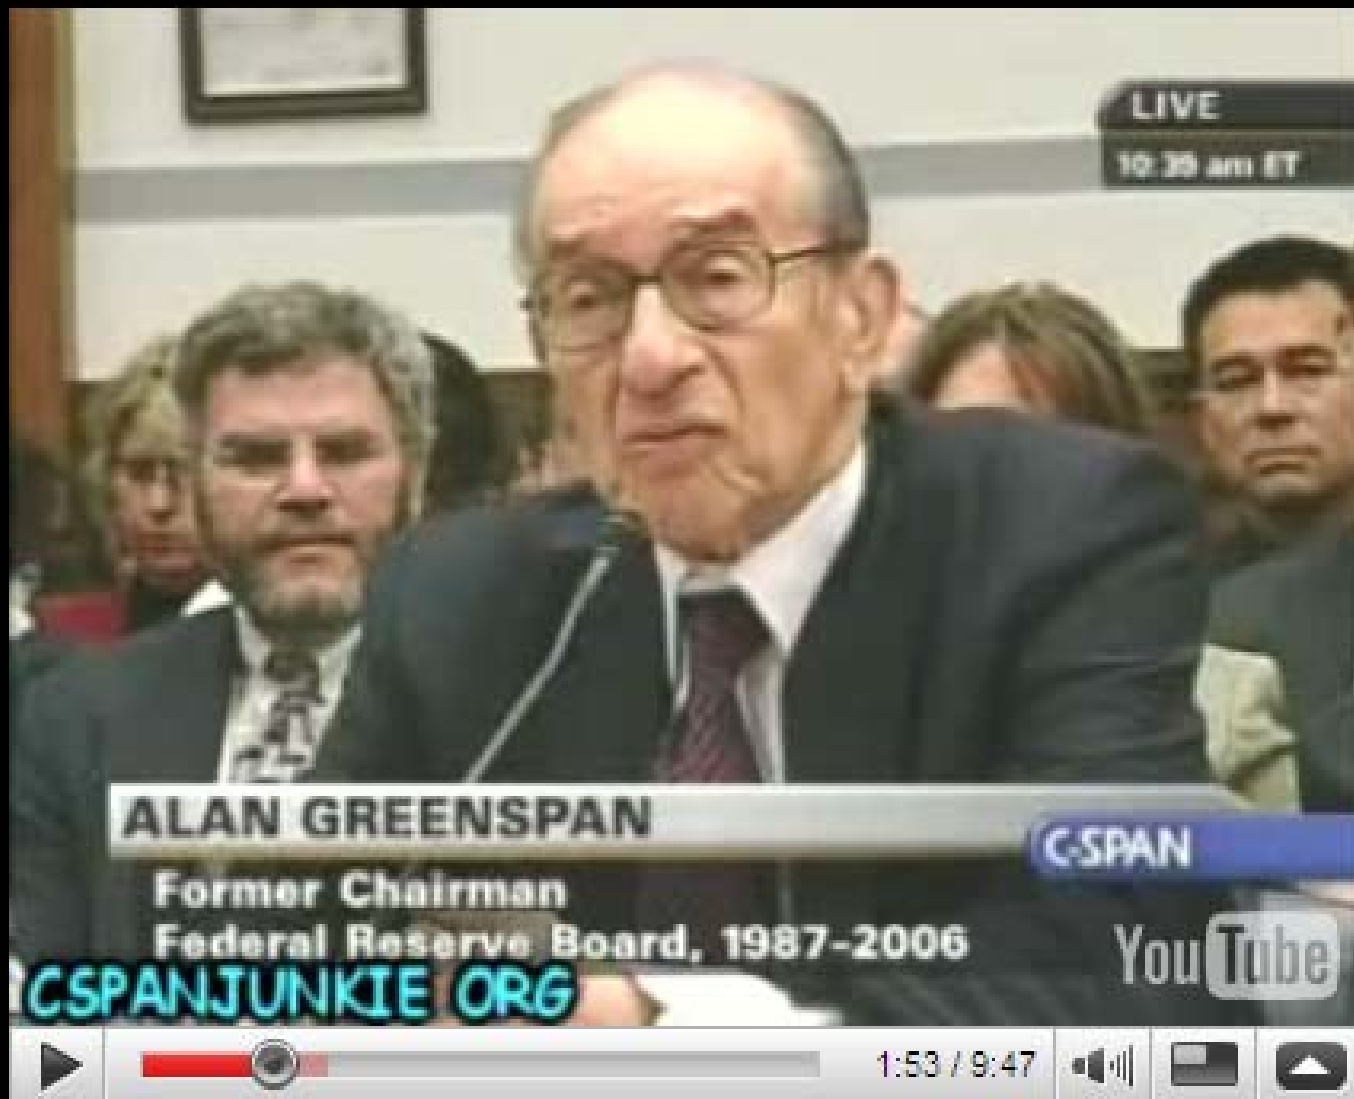 LIVE
10:39 am ET
ALAN GREENSPAN
C-SPAN
Former Chairman
Federal Reserve Board, 1987-2006
YouTube
CSPANJUNKIE ORG
1:53 / 9:47